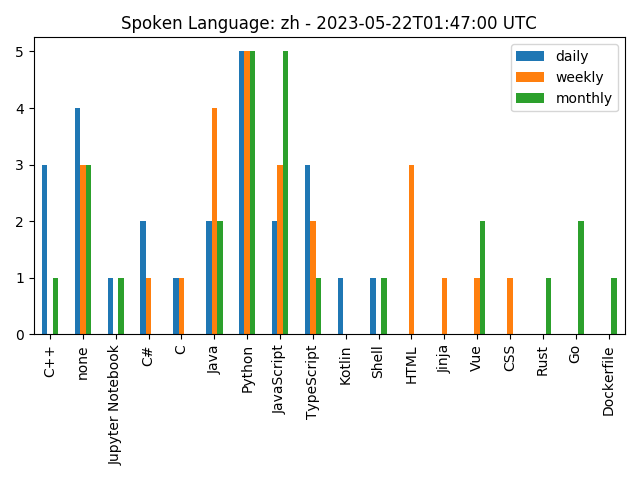 Spoken Language: zh - 2023-05-22T01:47:00 UTC
daily
weekly
monthly
5
4
3
2
1
0
C++
none
Jupyter Notebook
C#
C
Java
Python
JavaScript
TypeScript
Kotlin
Shell
HTML
Jinja
Vue
CSS
Rust
Go
Dockerfile